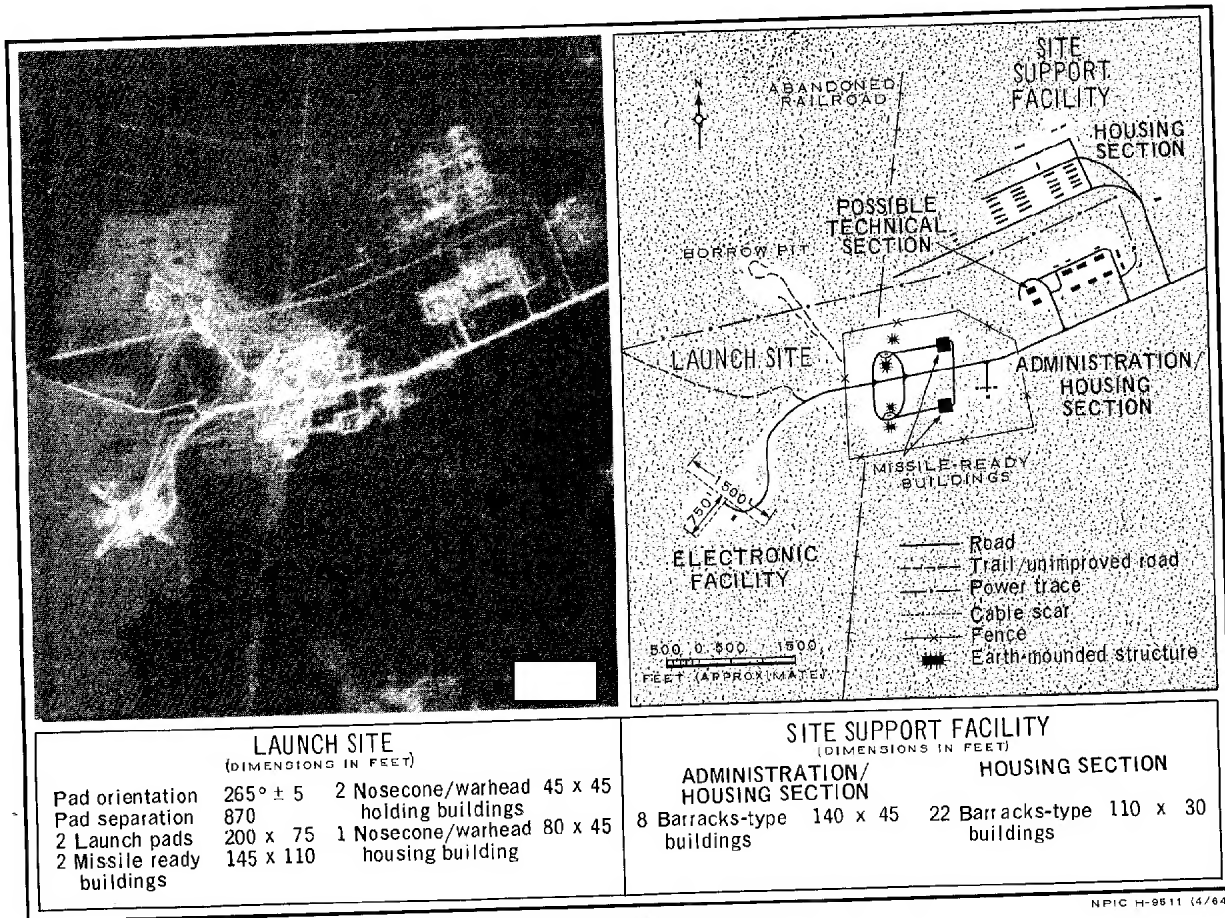 N
ABANDONED
RAILROAD
SITE
SUPPORT
FACILITY
HOUSING
SECTION
POSSIBLE
TECHNICAL
SECTION
BORROW PIT
LAUNCH SITE
ADMINISTRATION/
HOUSING
SECTION
MISSILE-READY
BUILDINGS
1500'
750'
ELECTRONIC
FACILITY
Road
Trail/unimproved road
Power trace
Cable scar
Fence
Earth-mounded structure
500 0 500 1500
FEET (APPROXIMATE)
LAUNCH SITE
(DIMENSIONS IN FEET)
Pad orientation 265° ± 5
Pad separation 870
2 Launch pads 200 x 75
2 Missile ready 145 x 110
buildings
2 Nosecone/warhead 45 x 45
holding buildings
1 Nosecone/warhead 80 x 45
housing building
SITE SUPPORT FACILITY
(DIMENSIONS IN FEET)
ADMINISTRATION/
HOUSING SECTION
8 Barracks-type 140 x 45
buildings
HOUSING SECTION
22 Barracks-type 110 x 30
buildings
NPIC H-9611 (4/64